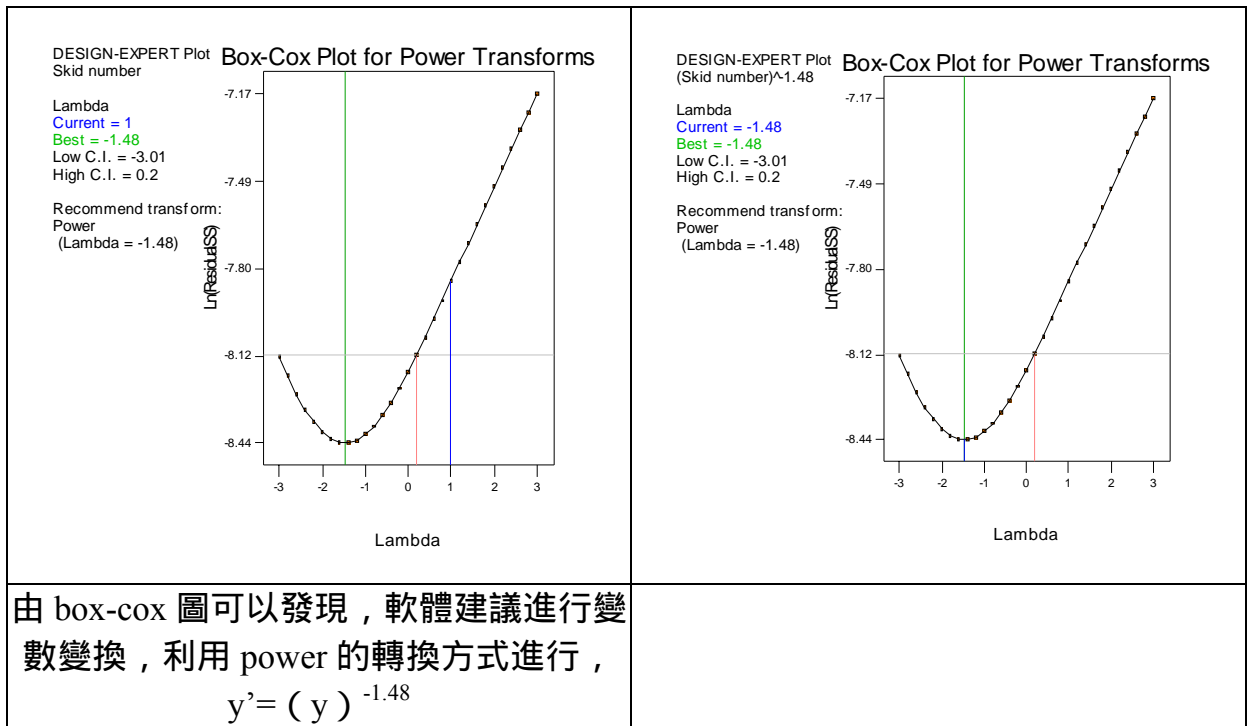 DESIGN-EXPERT Plot
Skid number
Box-Cox Plot for Power Transforms
Lambda
Current = 1
Best = -1.48
Low C.I. = -3.01
High C.I. = 0.2
Recommend transform:
Power
(Lambda = -1.48)
Ln(ResidualSS)
-7.17
-7.49
-7.80
-8.12
-8.44
-3 -2 -1 0 1 2 3
Lambda
DESIGN-EXPERT Plot
(Skid number)^-1.48
Box-Cox Plot for Power Transforms
Lambda
Current = -1.48
Best = -1.48
Low C.I. = -3.01
High C.I. = 0.2
Recommend transform:
Power
(Lambda = -1.48)
Ln(ResidualSS)
-7.17
-7.49
-7.80
-8.12
-8.44
-3 -2 -1 0 1 2 3
Lambda
由 box-cox 圖可以發現，軟體建議進行變
數變換，利用 power 的轉換方式進行，
y’=（y）-1.48